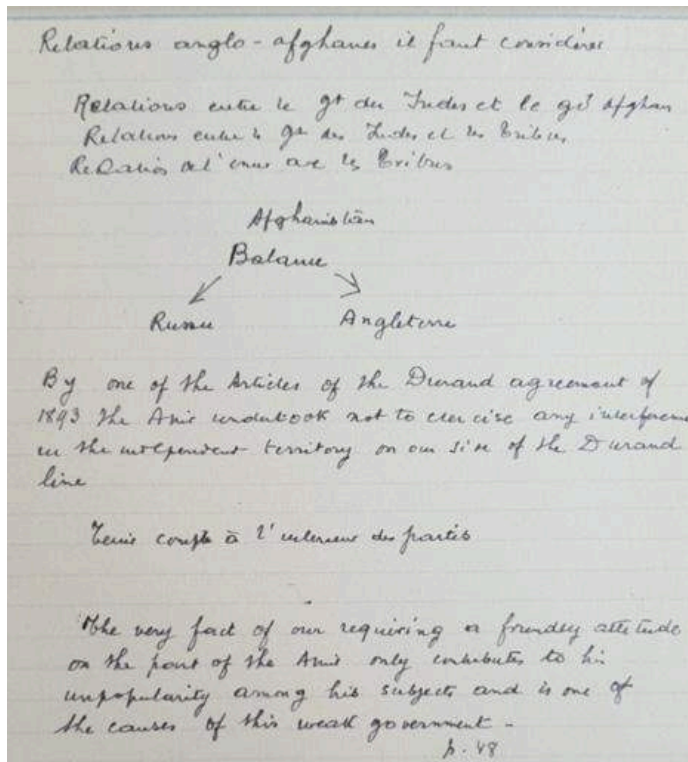 Relations anglo-afghanes il faut considérer
Relations entre le gt des Indes et le gt Afghan
Relations entre le gt des Indes et les Tribus
Relations de l'émir avec les Tribus
Afghanistān
Balance
Russie Angleterre
By one of the Articles of the Durand agreement of
1893 the Amir undertook not to exercise any interference
in the independent territory on our side of the Durand
line
Tenir compte à l'intérieur des partis
The very fact of our requiring a friendly attitude
on the part of the Amir only contributes to his
unpopularity among his subjects and is one of
the causes of this weak government -
p. 48